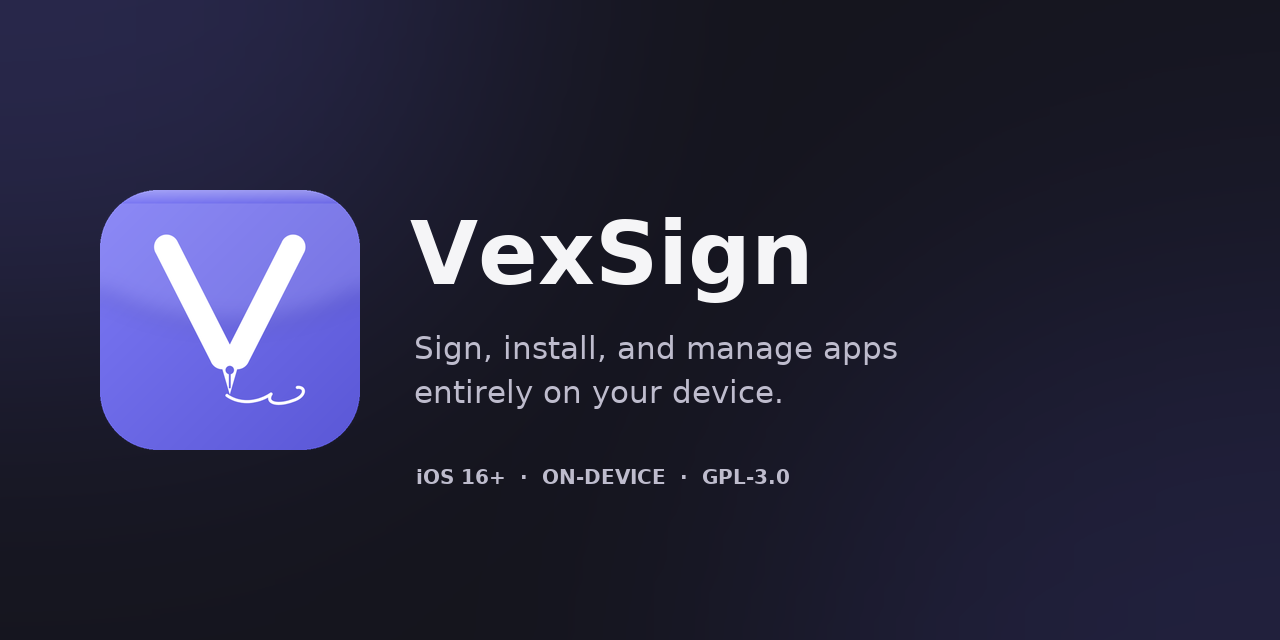 VexSign
Sign, install, and manage apps
entirely on your device.
iOS 16+ · ON-DEVICE · GPL-3.0